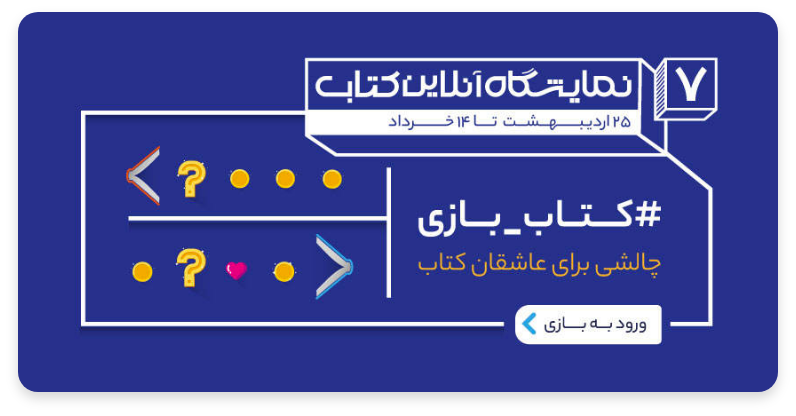 نمایشگاه آنلاین کتاب ۷
۲۵ اردیبهشت تا ۱۴ خرداد
#کتاب_بازی
چالشی برای عاشقان کتاب
ورود به بازی